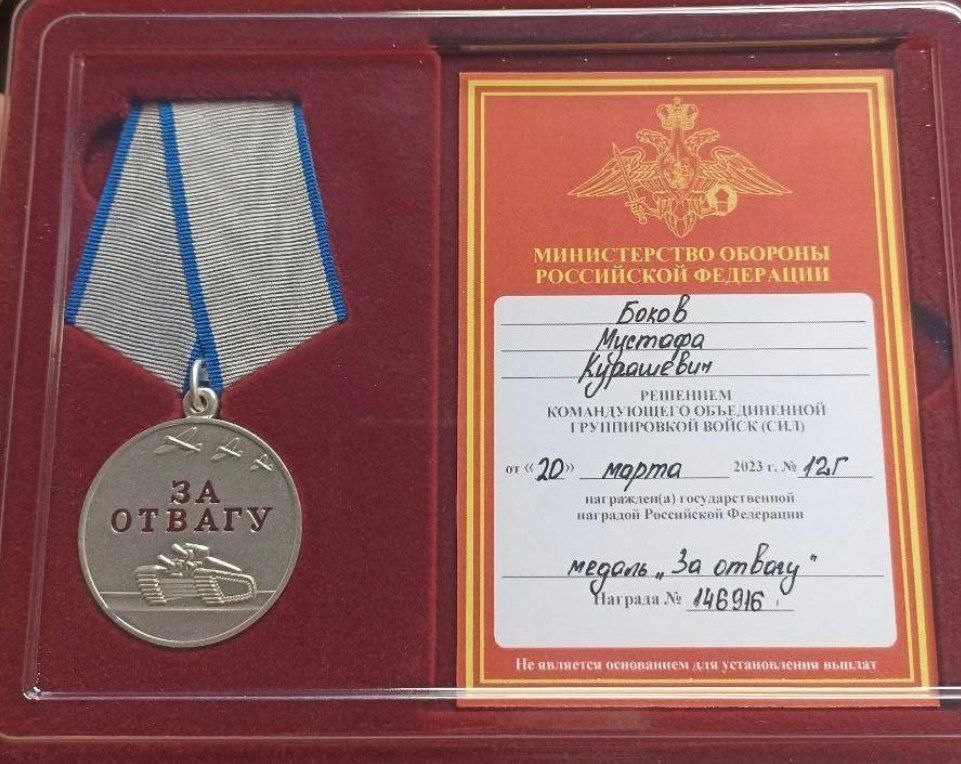 ЗА
ОТВАГУ
МИНИСТЕРСТВО ОБОРОНЫ
РОССИЙСКОЙ ФЕДЕРАЦИИ
Боков
Мустафа
Курашевич
РЕШЕНИЕМ
КОМАНДУЮЩЕГО ОБЪЕДИНЕННОЙ
ГРУППИРОВКОЙ ВОЙСК (СИЛ)
от «20» марта 2023 г. № 12Г
награжден(а) государственной
наградой Российской Федерации
медаль „За отвагу"
Награда № 146916
Не является основанием для установления выплат